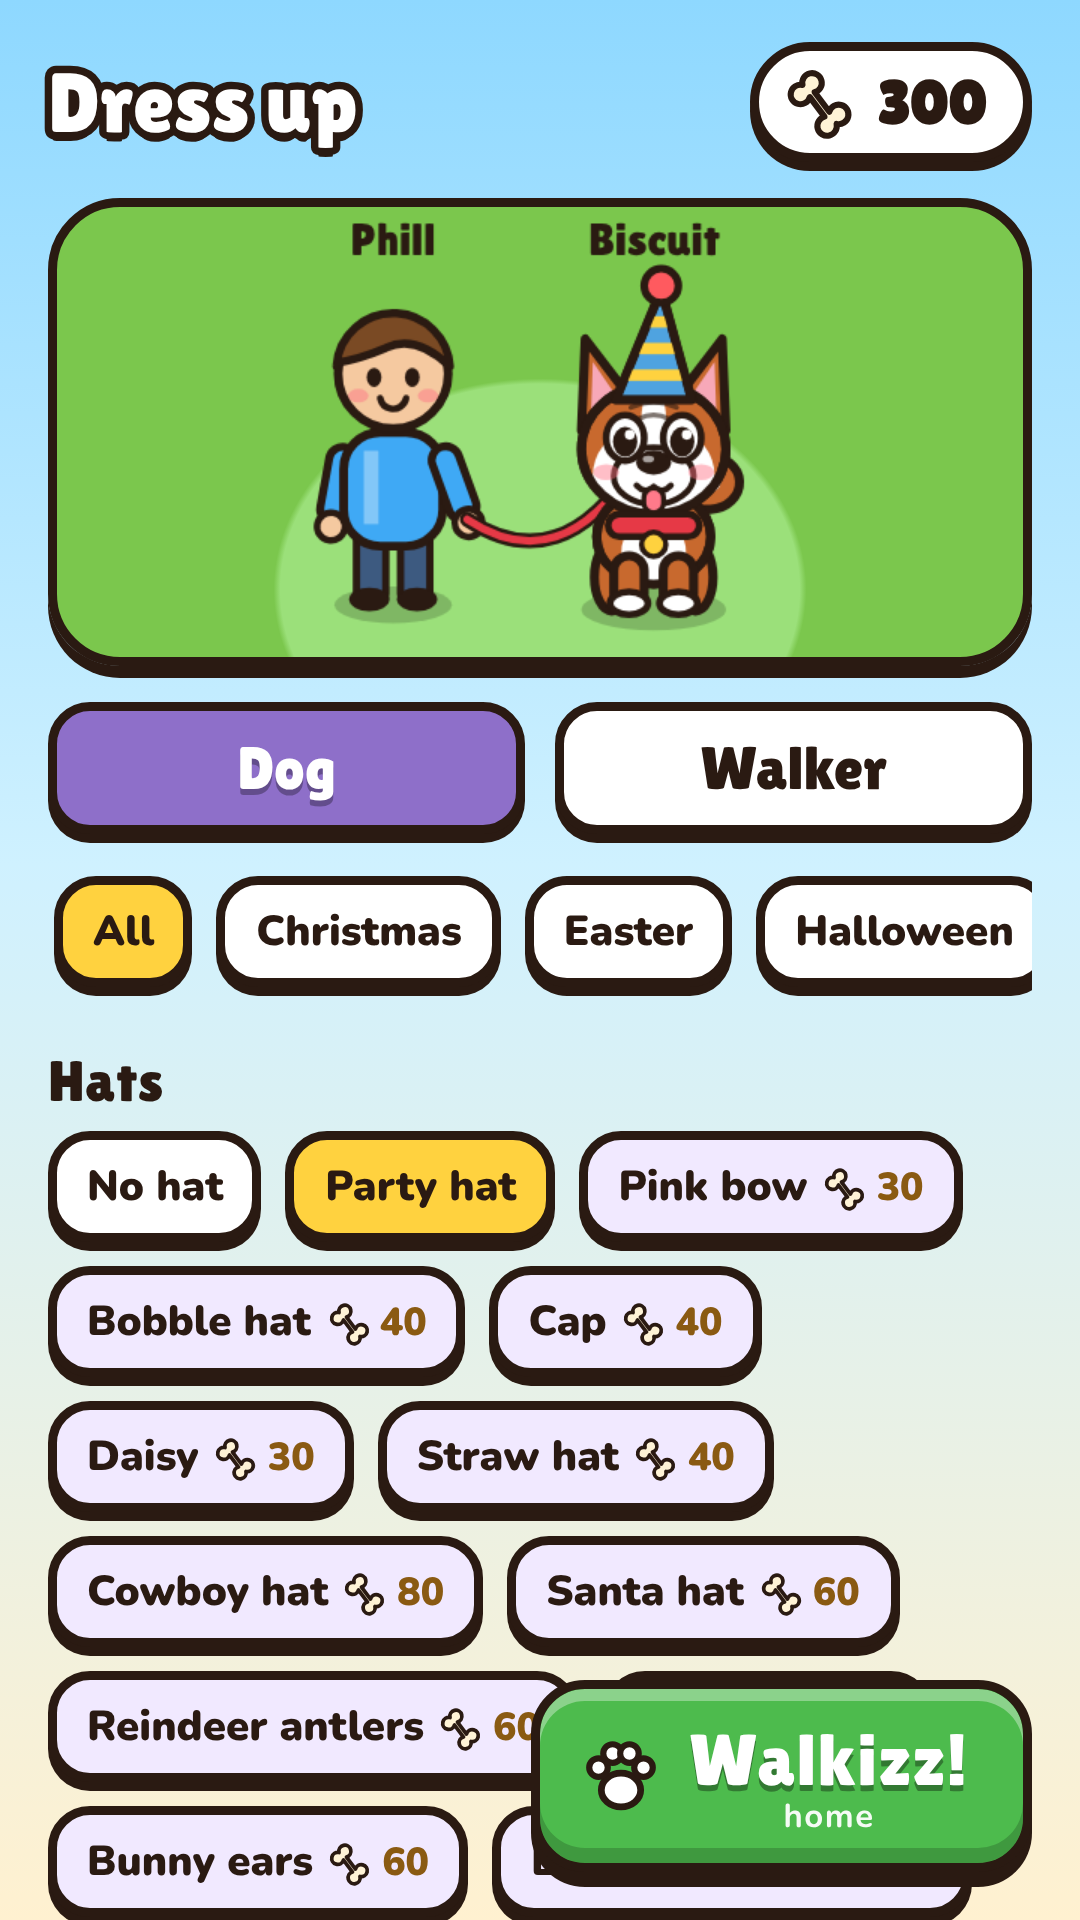 Dress up
300
Phill Biscuit
Dog Walker
All Christmas Easter Halloween
Hats
No hat Party hat Pink bow 30
Bobble hat 40 Cap 40
Daisy 30 Straw hat 40
Cowboy hat 80 Santa hat 60
Reindeer antlers 60
Walkizz!
home
Bunny ears 60